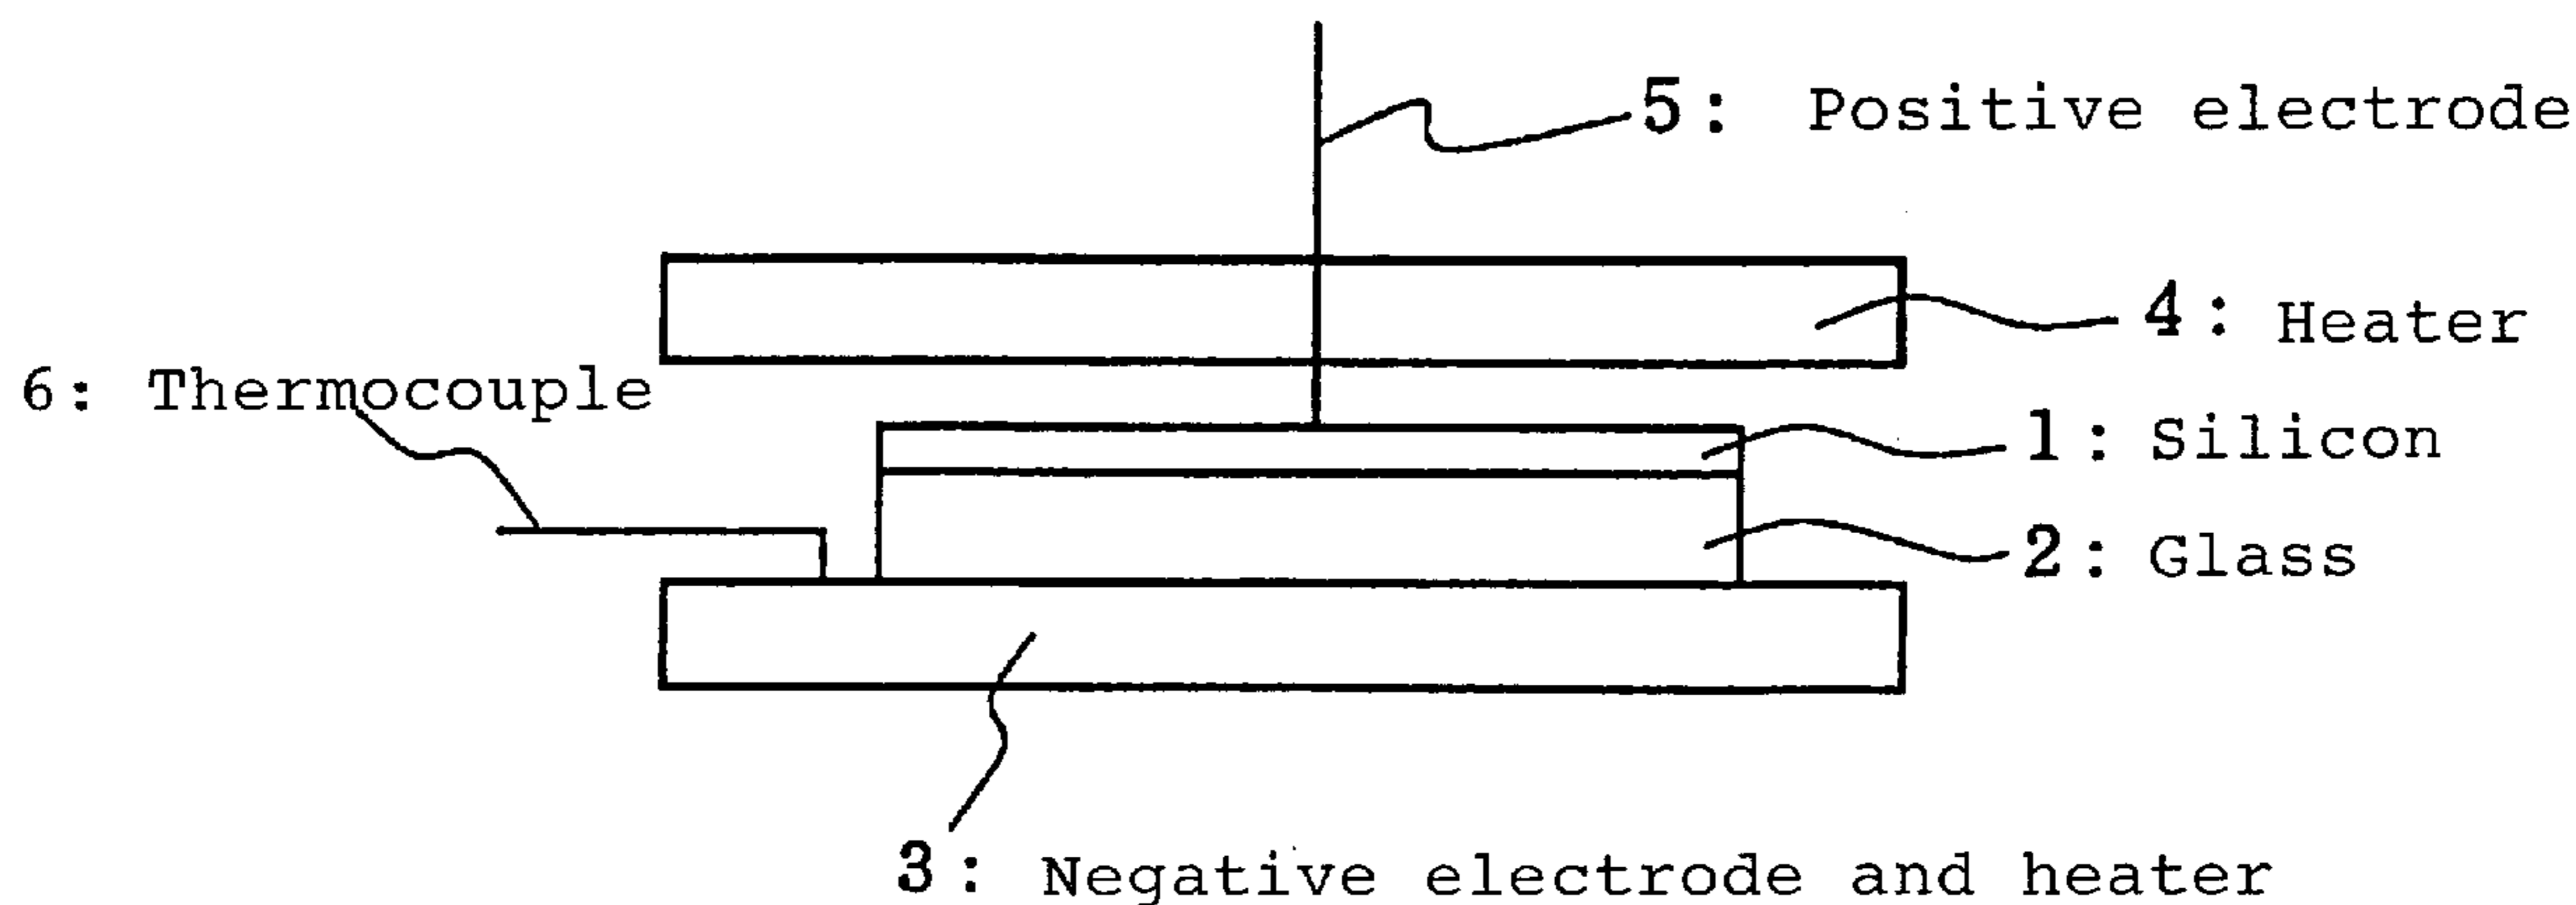 5: Positive electrode
4: Heater
6: Thermocouple
1: Silicon
2: Glass
3: Negative electrode and heater